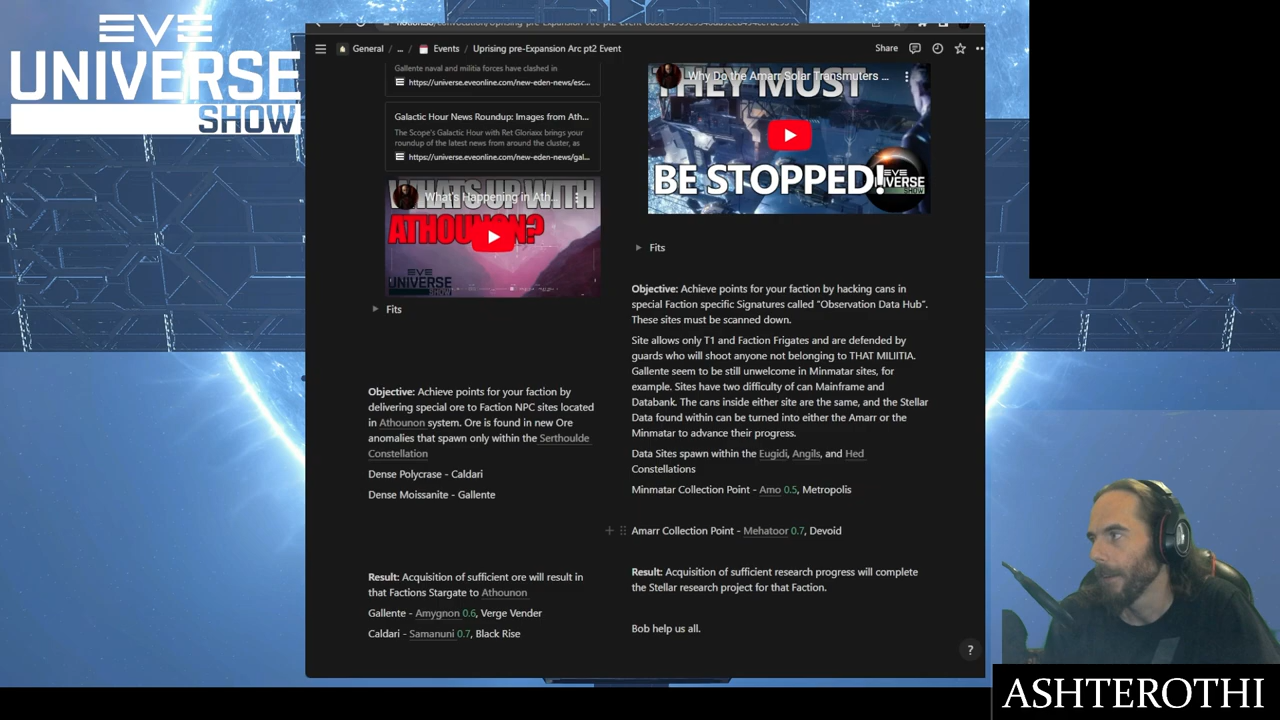 EVE
UNIVERSE
SHOW
General / ... / Events / Uprising pre-Expansion Arc pt2 Event
Share
Gallente naval and militia forces have clashed in
https://universe.eveonline.com/new-eden-news/esc...
Galactic Hour News Roundup: Images from Ath...
The Scope's Galactic Hour with Ret Gloriaxx brings your
roundup of the latest news from around the cluster, as
https://universe.eveonline.com/new-eden-news/gal...
WHAT'S UP WITH
What's Happening in Ath...
ATHOUNON?
EVE
UNIVERSE
Fits
Objective: Achieve points for your faction by
delivering special ore to Faction NPC sites located
in Athounon system. Ore is found in new Ore
anomalies that spawn only within the Serthoulde
Constellation
Dense Polycrase - Caldari
Dense Moissanite - Gallente
Result: Acquisition of sufficient ore will result in
that Factions Stargate to Athounon
Gallente - Amygnon 0.6, Verge Vender
Caldari - Samanuni 0.7, Black Rise
Why Do the Amarr Solar Transmuters ...
THEY MUST
BE STOPPED!
EVE
UNIVERSE
Fits
Objective: Achieve points for your faction by hacking cans in
special Faction specific Signatures called "Observation Data Hub".
These sites must be scanned down.
Site allows only T1 and Faction Frigates and are defended by
guards who will shoot anyone not belonging to THAT MILIITIA.
Gallente seem to be still unwelcome in Minmatar sites, for
example. Sites have two difficulty of can Mainframe and
Databank. The cans inside either site are the same, and the Stellar
Data found within can be turned into either the Amarr or the
Minmatar to advance their progress.
Data Sites spawn within the Eugidi, Angils, and Hed
Constellations
Minmatar Collection Point - Amo 0.5, Metropolis
Amarr Collection Point - Mehatoor 0.7, Devoid
Result: Acquisition of sufficient research progress will complete
the Stellar research project for that Faction.
Bob help us all.
?
ASHTEROTHI